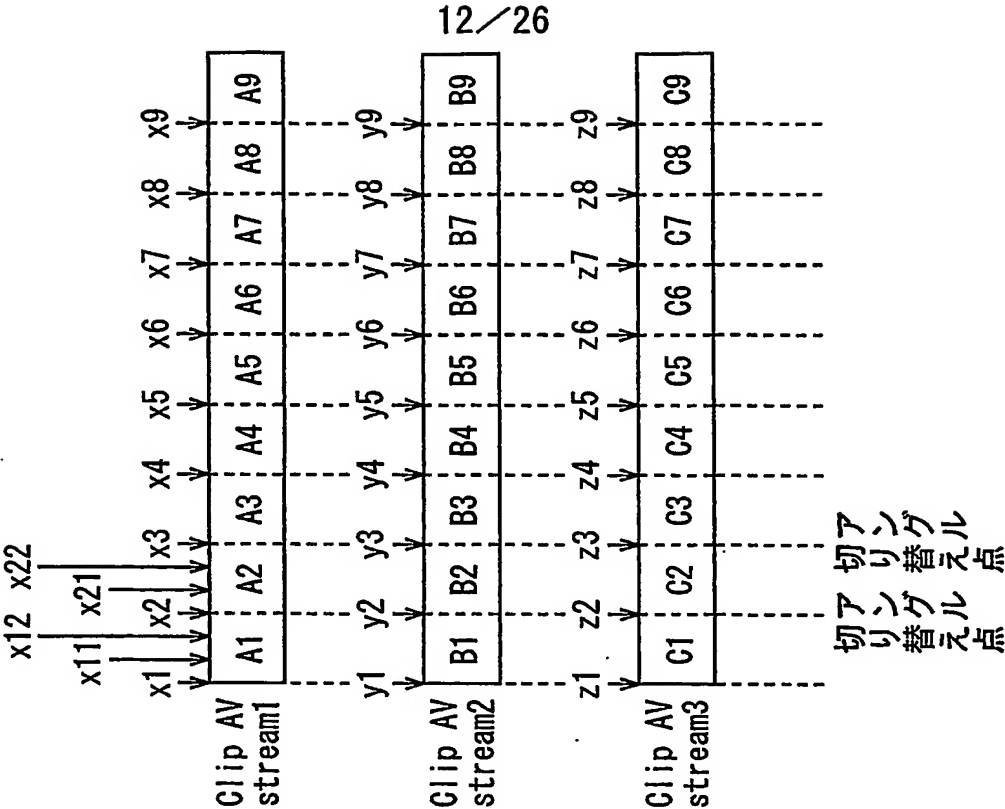 12／26
x12
x22
x11
x21
x1
x2
x3
x4
x5
x6
x7
x8
x9
Clip AV
stream1
A1
A2
A3
A4
A5
A6
A7
A8
A9
y1
y2
y3
y4
y5
y6
y7
y8
y9
Clip AV
stream2
B1
B2
B3
B4
B5
B6
B7
B8
B9
z1
z2
z3
z4
z5
z6
z7
z8
z9
Clip AV
stream3
C1
C2
C3
C4
C5
C6
C7
C8
C9
アングル
切り替え点
アングル
切り替え点